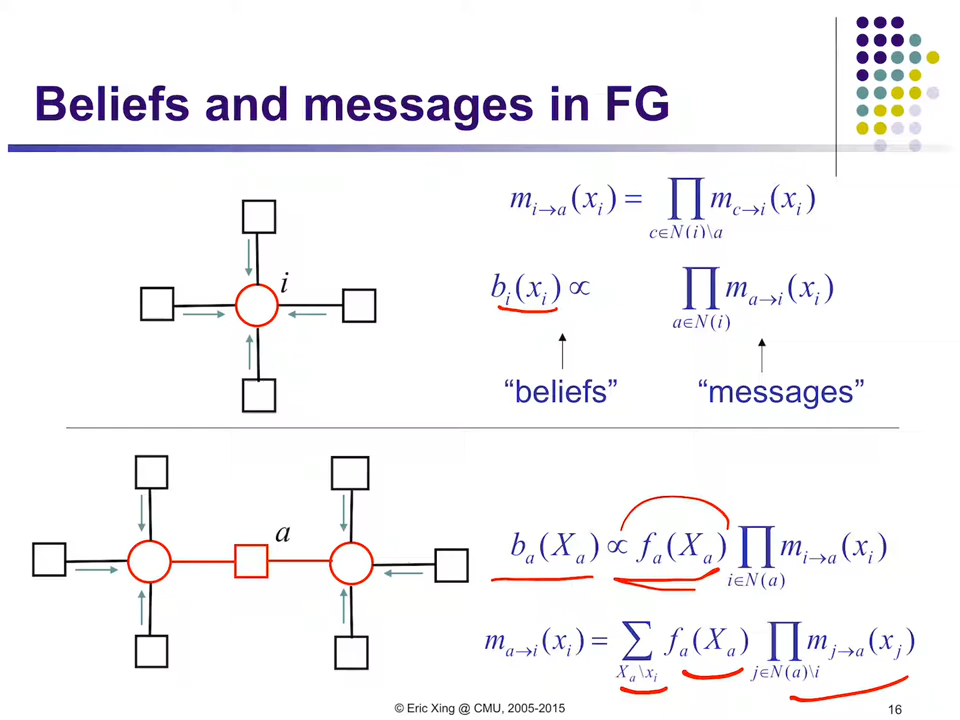 Beliefs and messages in FG
m_{i→a}(x_i) = ∏_{c∈N(i)\a} m_{c→i}(x_i)
i
b_i(x_i) ∝ ∏_{a∈N(i)} m_{a→i}(x_i)
“beliefs” “messages”
a
b_a(X_a) ∝ f_a(X_a) ∏_{i∈N(a)} m_{i→a}(x_i)
m_{a→i}(x_i) = ∑_{X_a\x_i} f_a(X_a) ∏_{j∈N(a)\i} m_{j→a}(x_j)
© Eric Xing @ CMU, 2005-2015
16